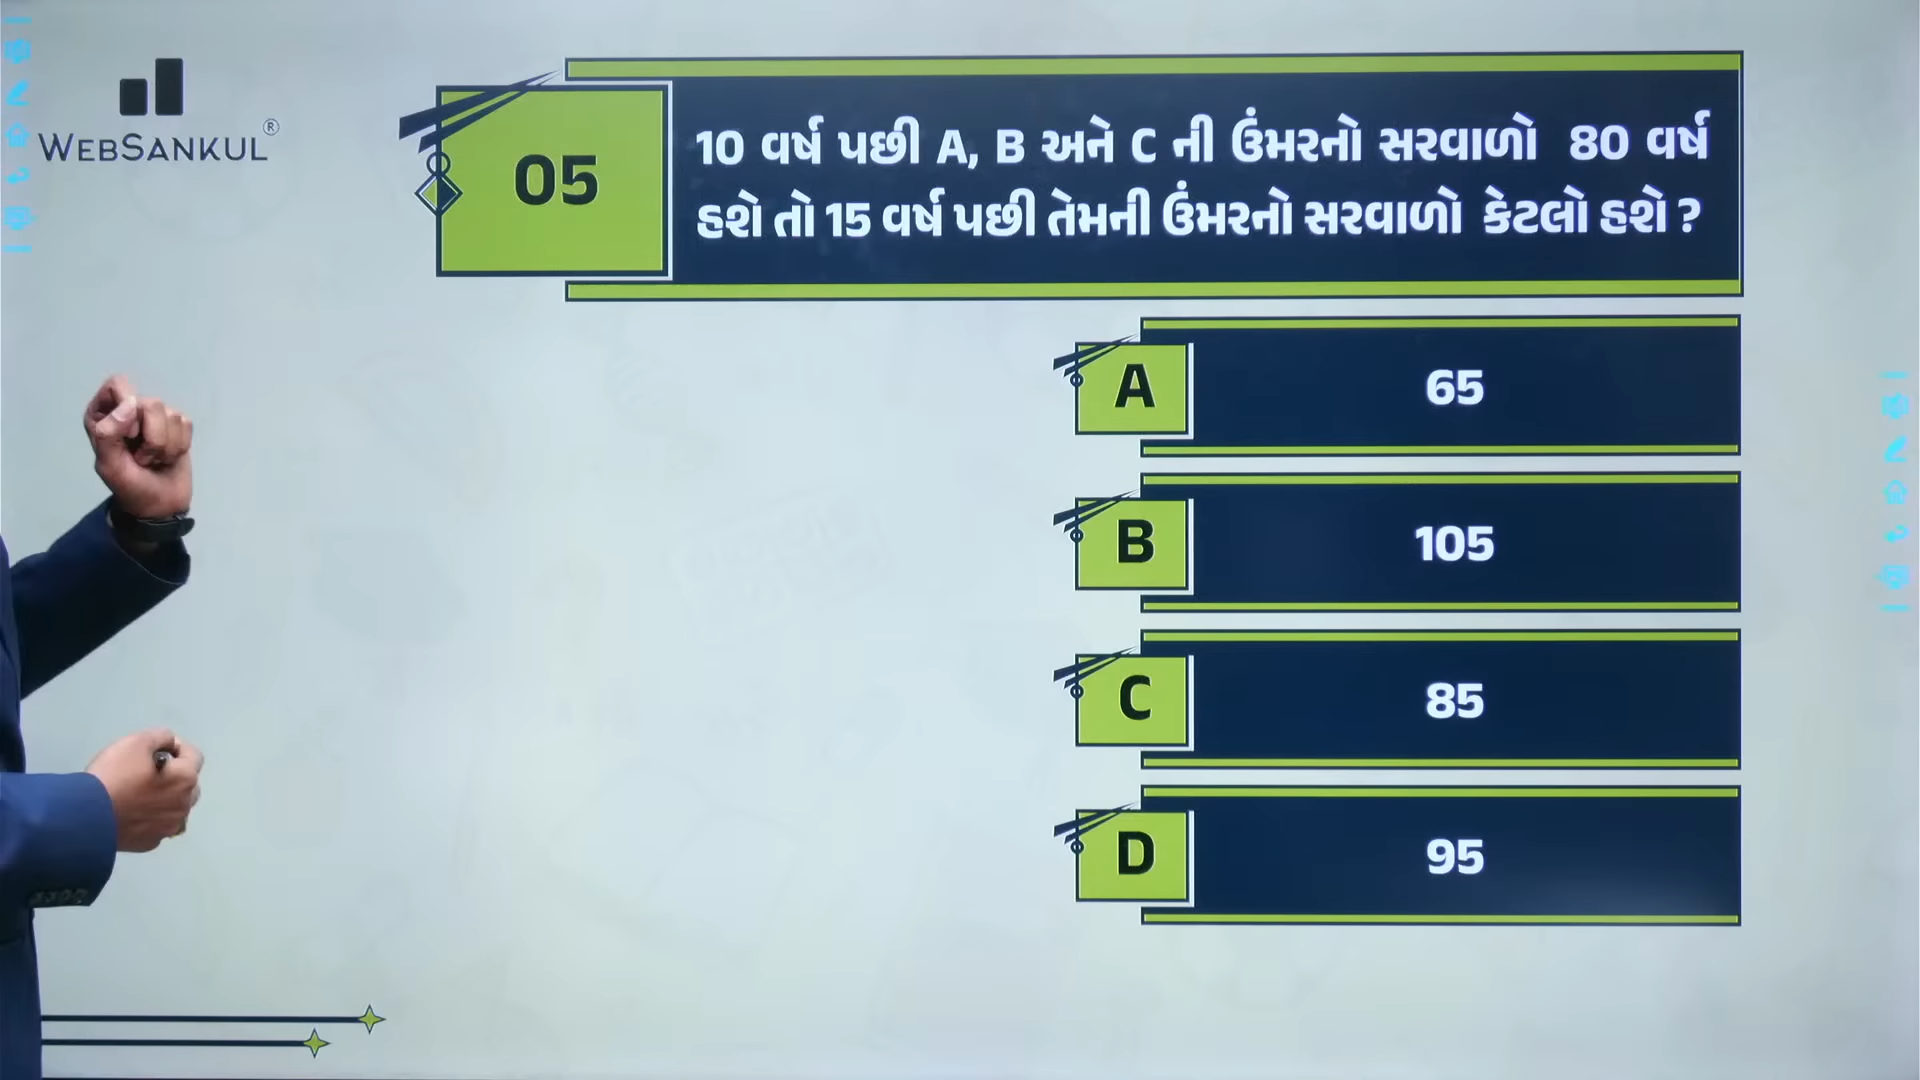 WEBSANKUL®
05
10 વર્ષ પછી A, B અને C ની ઉંમરનો સરવાળો 80 વર્ષ
હશે તો 15 વર્ષ પછી તેમની ઉંમરનો સરવાળો કેટલો હશે ?
A
65
B
105
C
85
D
95